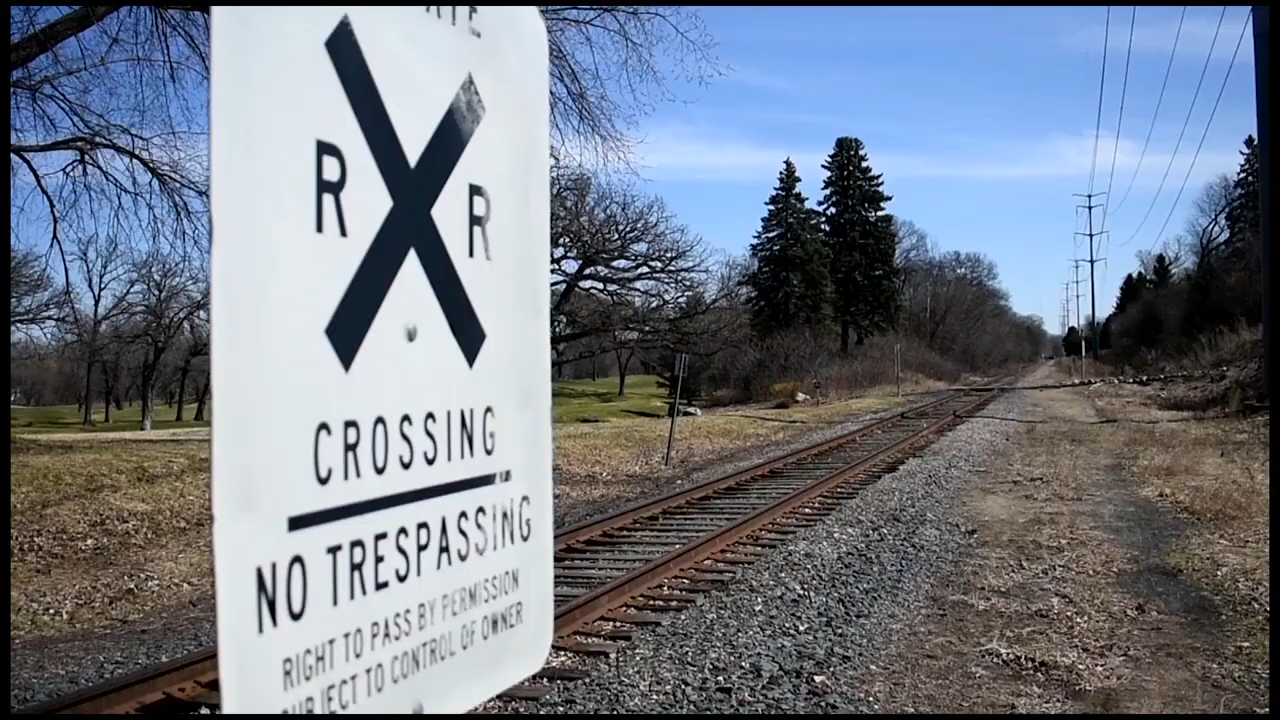 R R
CROSSING
NO TRESPASSING
RIGHT TO PASS BY PERMISSION
SUBJECT TO CONTROL OF OWNER